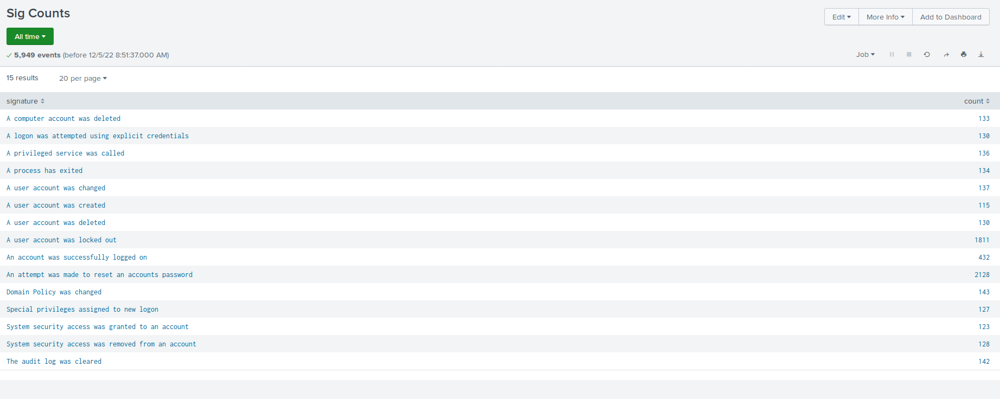 Sig Counts
Edit More Info Add to Dashboard
All time
5,949 events (before 12/5/22 8:51:37.000 AM)
Job
15 results 20 per page
signature count
A computer account was deleted 133
A logon was attempted using explicit credentials 130
A privileged service was called 136
A process has exited 134
A user account was changed 137
A user account was created 115
A user account was deleted 130
A user account was locked out 1811
An account was successfully logged on 432
An attempt was made to reset an accounts password 2128
Domain Policy was changed 143
Special privileges assigned to new logon 127
System security access was granted to an account 123
System security access was removed from an account 128
The audit log was cleared 142